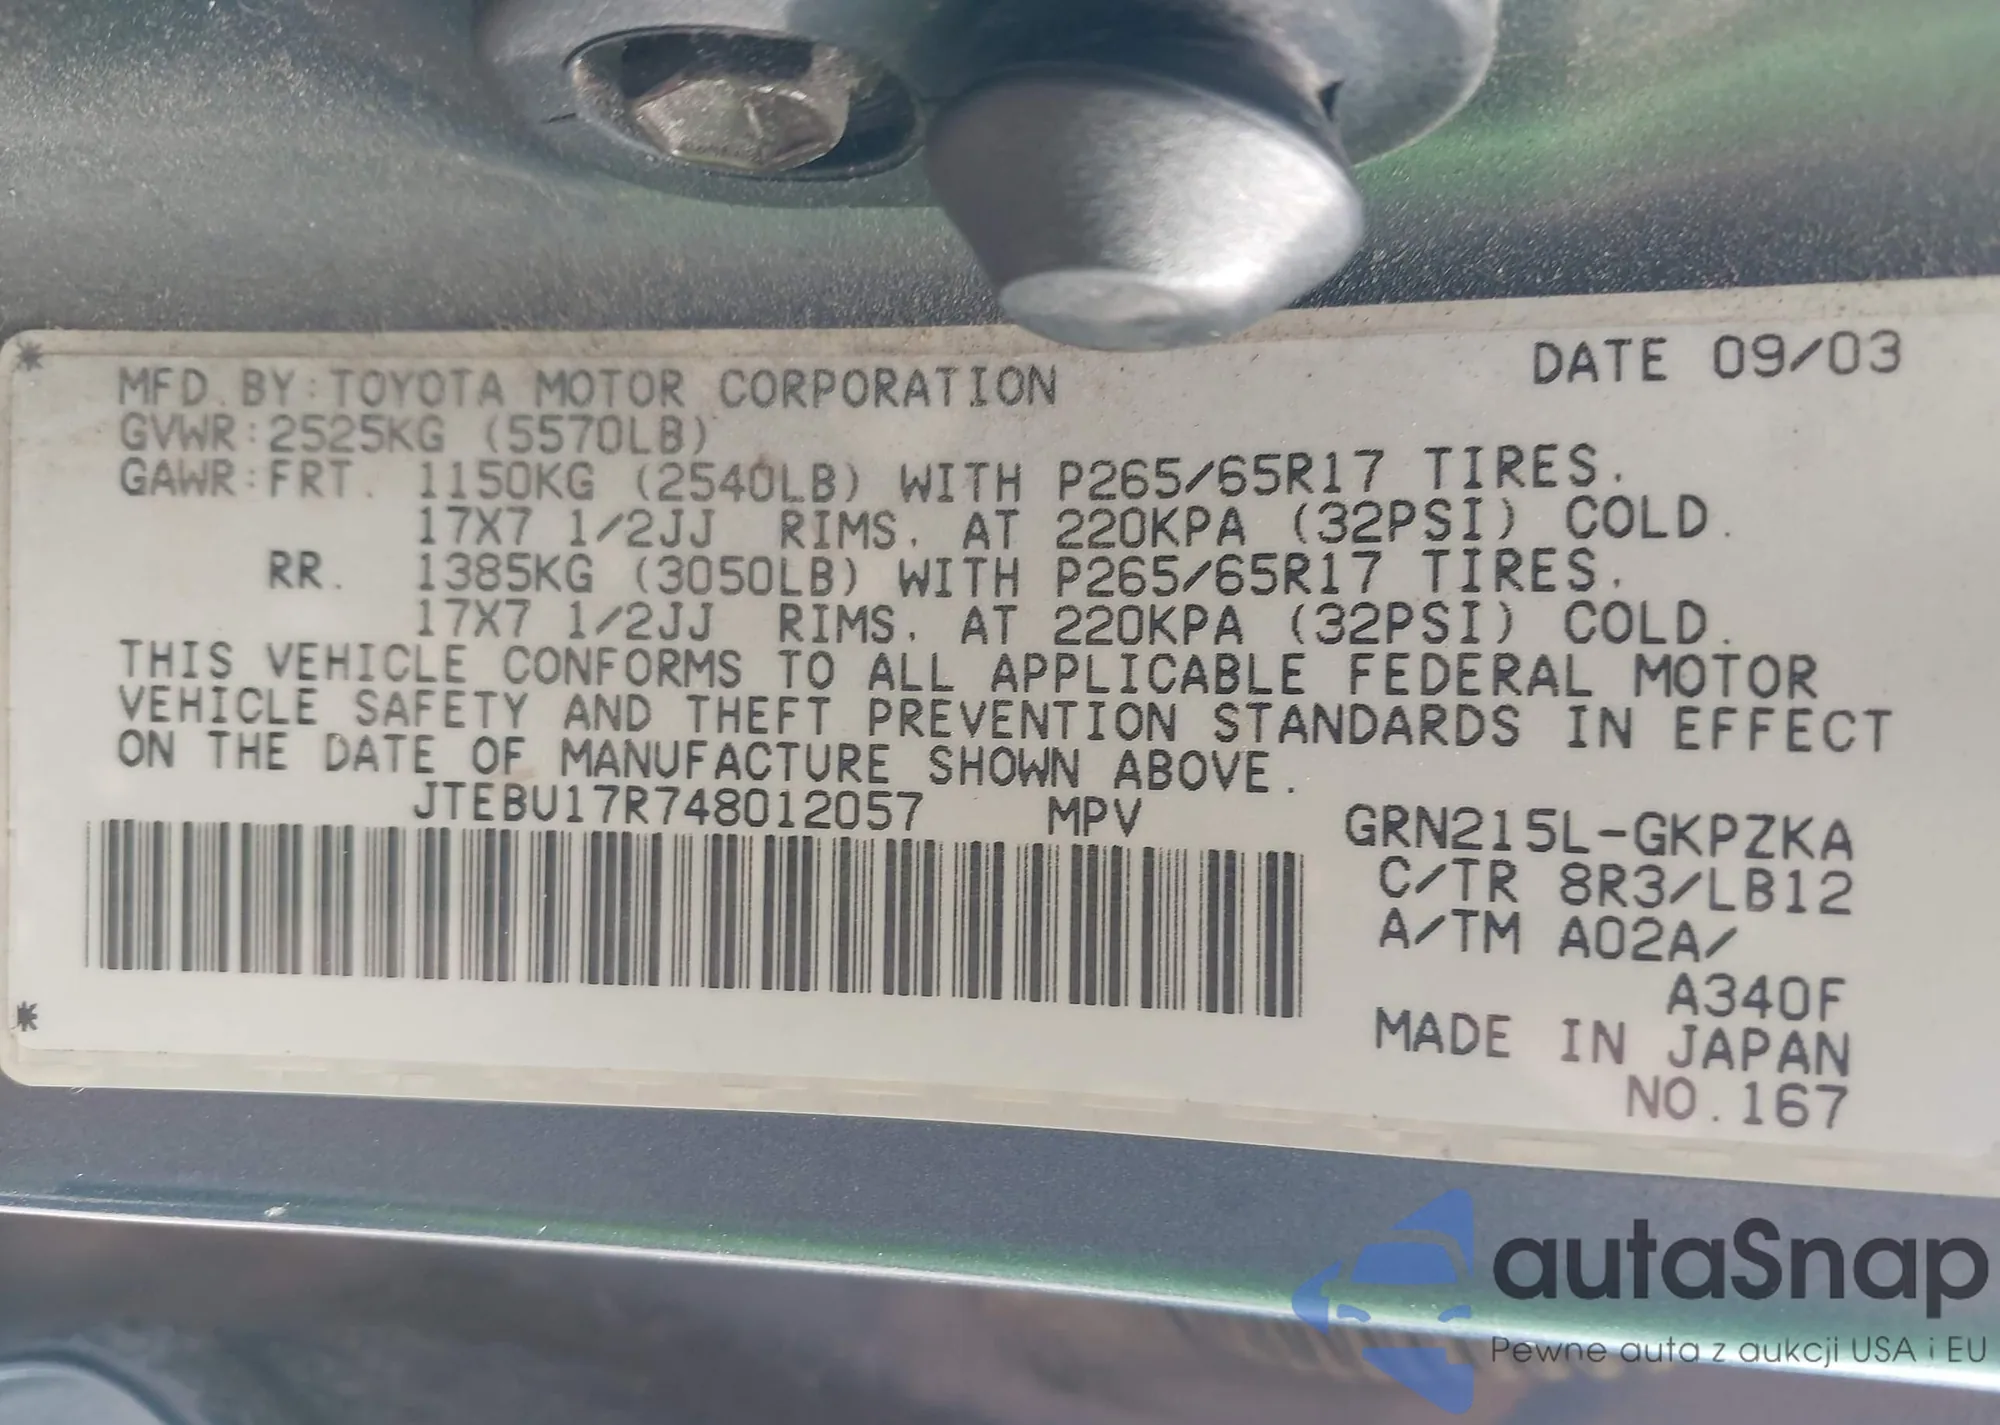 MFD. BY: TOYOTA MOTOR CORPORATION DATE 09/03
GVWR: 2525KG (5570LB)
GAWR: FRT. 1150KG (2540LB) WITH P265/65R17 TIRES.
17X7 1/2JJ RIMS. AT 220KPA (32PSI) COLD.
RR. 1385KG (3050LB) WITH P265/65R17 TIRES.
17X7 1/2JJ RIMS. AT 220KPA (32PSI) COLD.
THIS VEHICLE CONFORMS TO ALL APPLICABLE FEDERAL MOTOR
VEHICLE SAFETY AND THEFT PREVENTION STANDARDS IN EFFECT
ON THE DATE OF MANUFACTURE SHOWN ABOVE.
JTEBU17R748012057 MPV GRN215L-GKPZKA
C/TR 8R3/LB12
A/TM A02A/
A340F
MADE IN JAPAN
NO. 167
autaSnap
Pewne auta z aukcji USA i EU